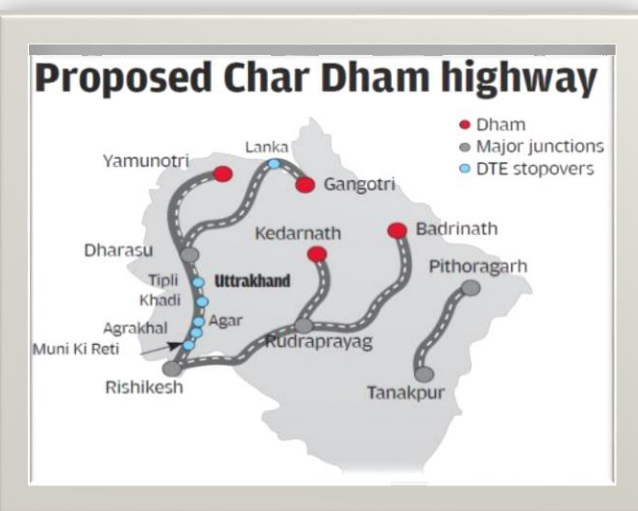 Proposed Char Dham highway
Dham
Major junctions
DTE stopovers
Lanka
Yamunotri
Gangotri
Kedarnath
Badrinath
Dharasu
Pithoragarh
Tipli
Uttrakhand
Khadi
Agar
Agrakhal
Muni Ki Reti
Rudraprayag
Rishikesh
Tanakpur